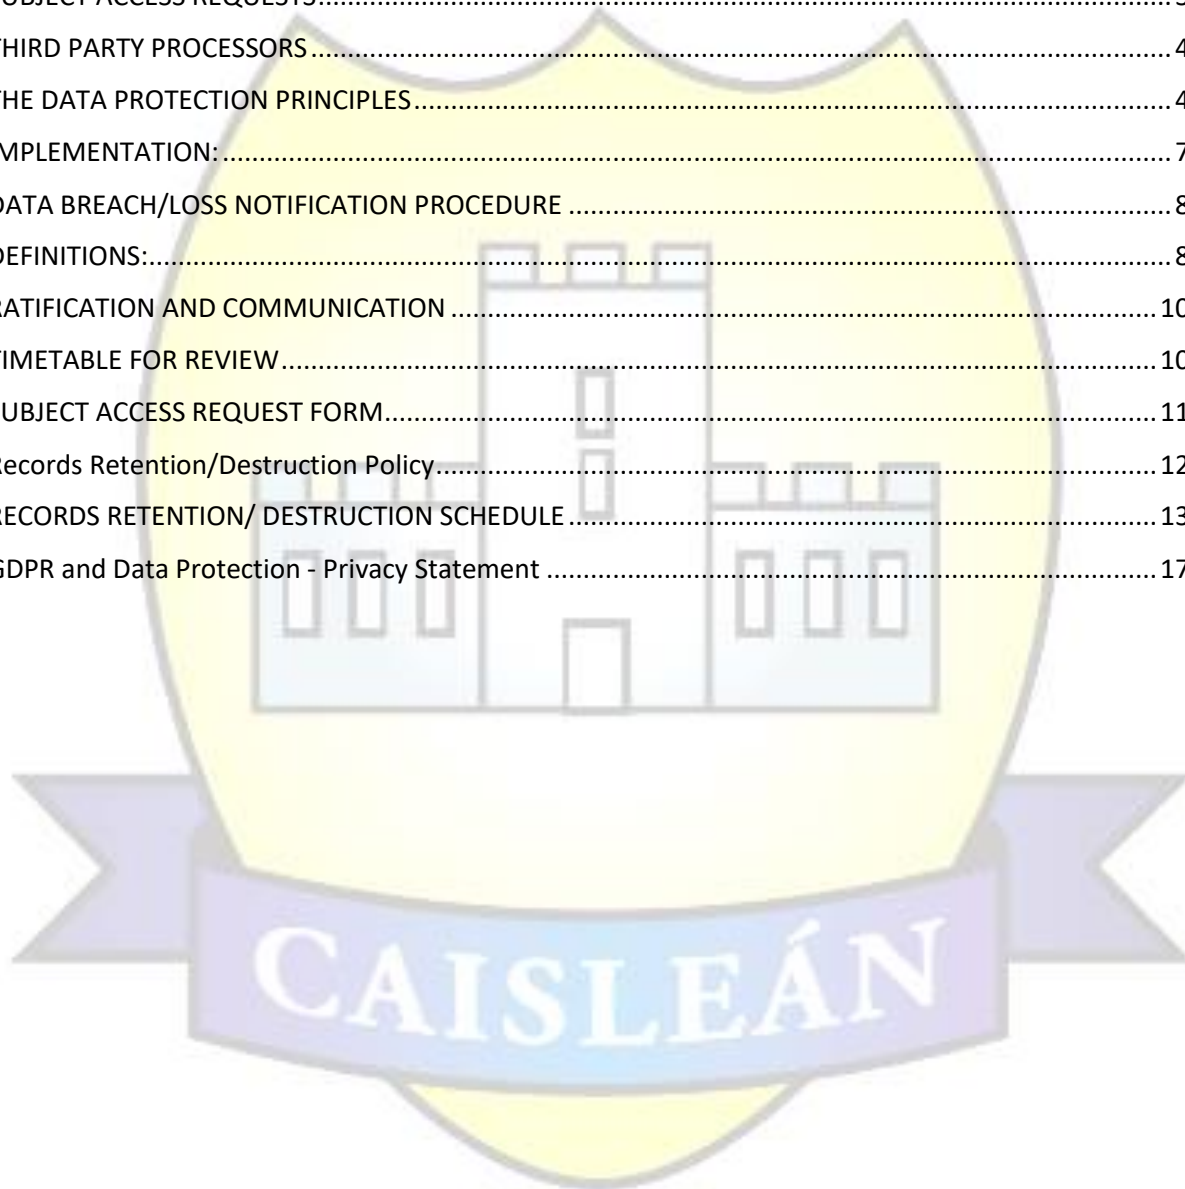 UBJECT ACCESS REQUESTS
THIRD PARTY PROCESSORS ........ 4
THE DATA PROTECTION PRINCIPLES ........ 4
IMPLEMENTATION: ........ 7
DATA BREACH/LOSS NOTIFICATION PROCEDURE ........ 8
DEFINITIONS: ........ 8
RATIFICATION AND COMMUNICATION ........ 10
TIMETABLE FOR REVIEW ........ 10
UBJECT ACCESS REQUEST FORM ........ 11
Records Retention/Destruction Policy ........ 12
RECORDS RETENTION/ DESTRUCTION SCHEDULE ........ 13
GDPR and Data Protection - Privacy Statement ........ 17
CAISLEÁN